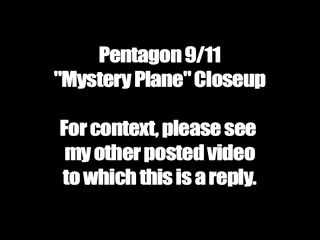 Pentagon 9/11
"Mystery Plane" Closeup
For context, please see
my other posted video
to which this is a reply.